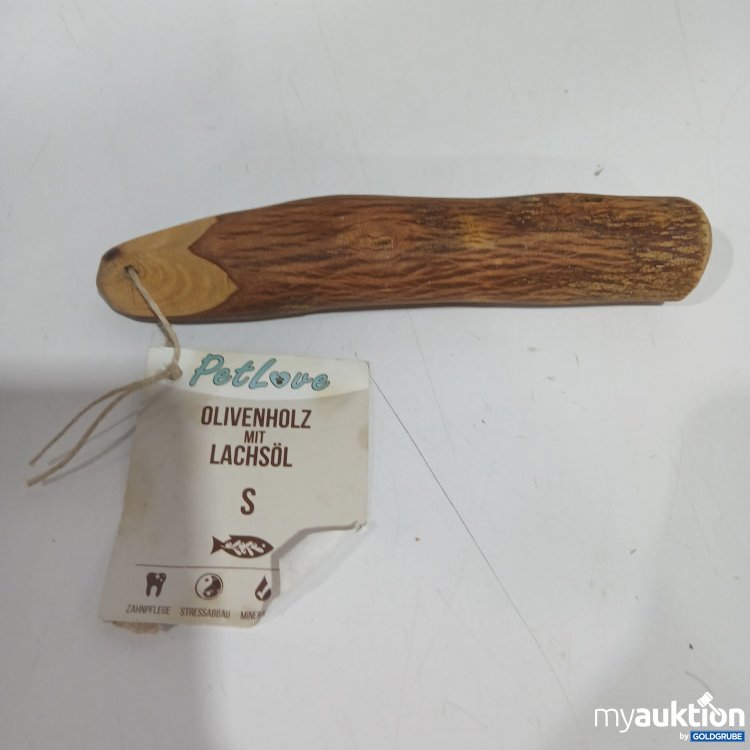 PetLove
OLIVENHOLZ
MIT
LACHSÖL
S
ZAHNPFLEGE STRESSABBAU
myauktion
by GOLDGRUBE